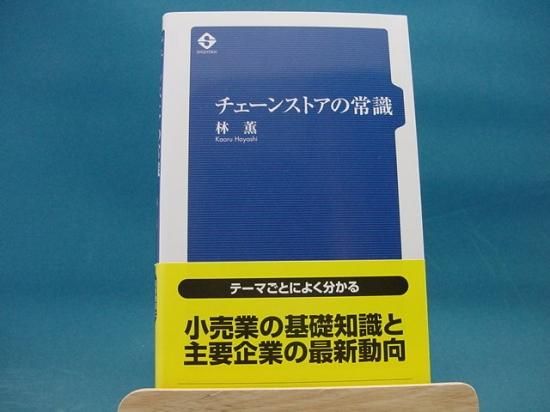 チェーンストアの常識
林 薫
Kaoru Hayashi
テーマごとによく分かる
小売業の基礎知識と
主要企業の最新動向